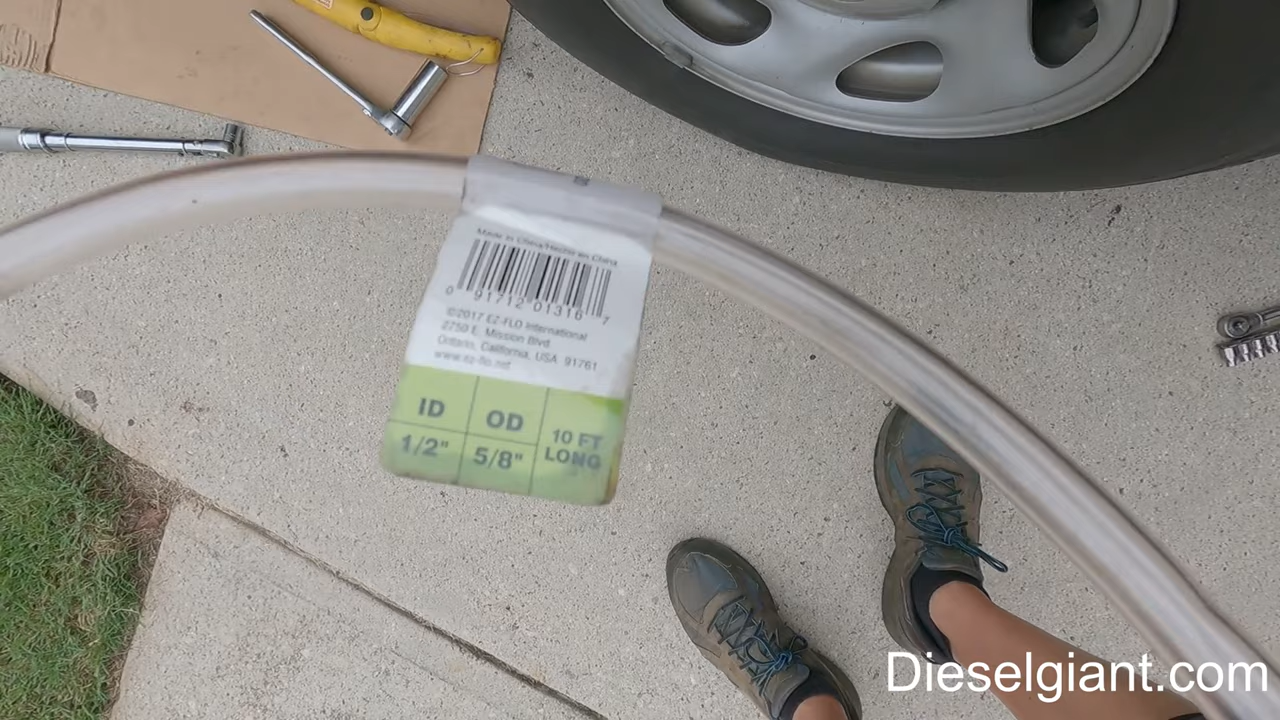 Made in China/Hecho en China
0 91712 01316 7
©2017 EZ-FLO International
2750 E. Mission Blvd
Ontario, California, USA 91761
www.ez-flo.net
ID
OD
10 FT
LONG
1/2"
5/8"
Dieselgiant.com